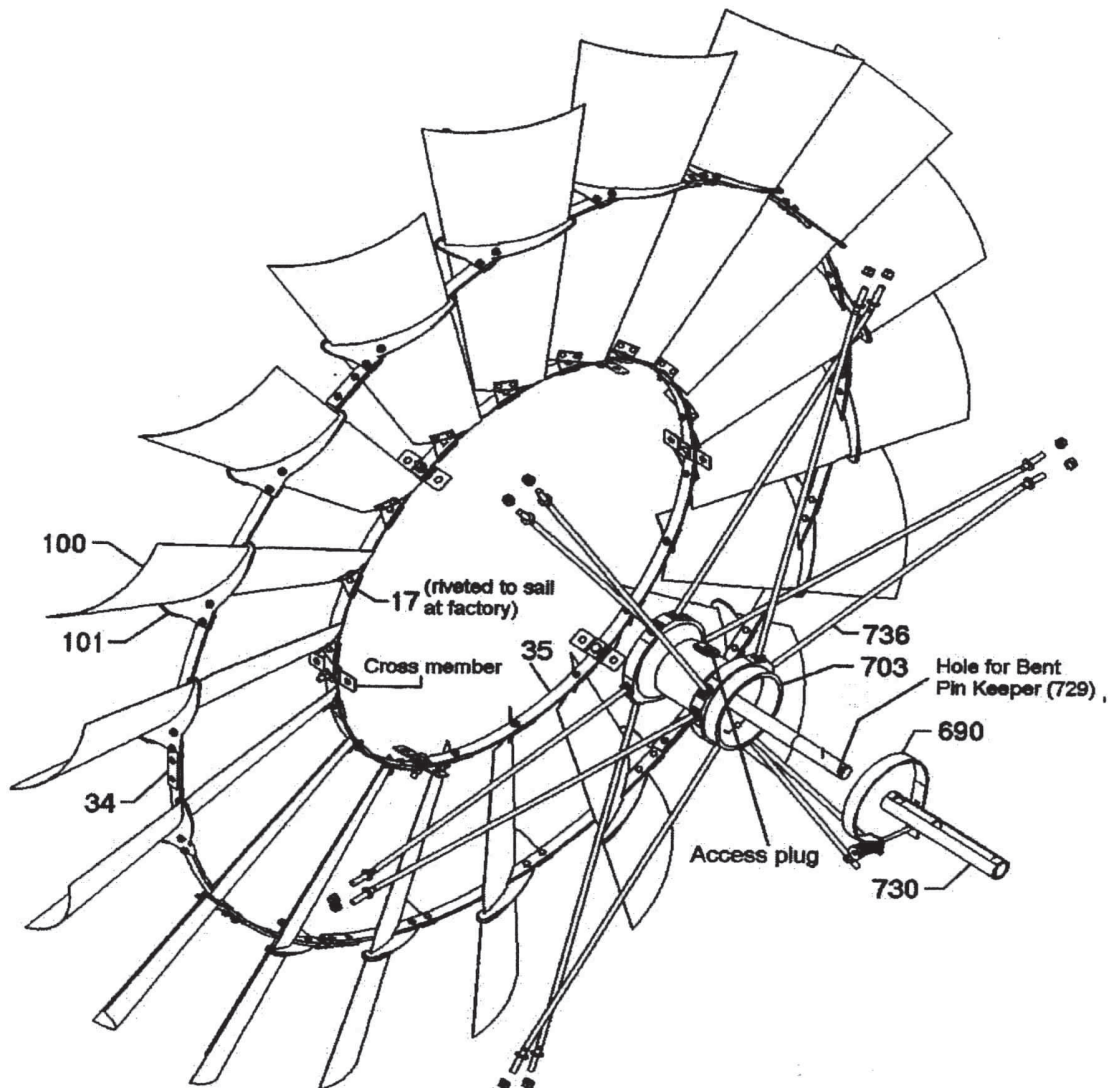 100
17 (riveted to sail
at factory)
101
35
736
Cross member
703
Hole for Bent
Pin Keeper (729) ,
690
34
Access plug
730